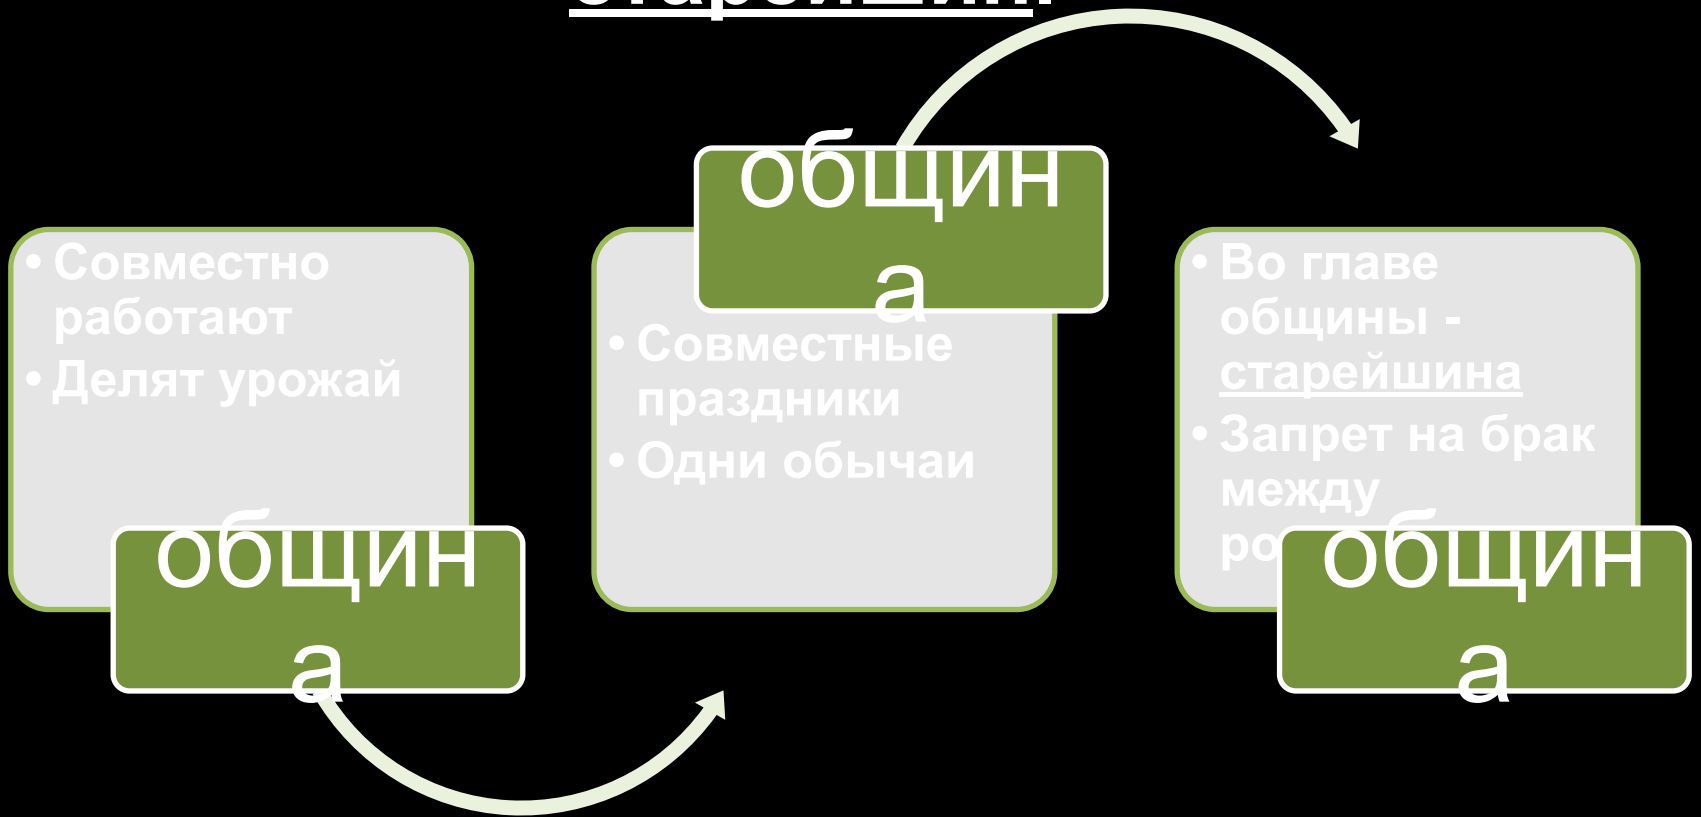 • Совместно
работают
• Делят урожай
общин
а
общин
а
• Совместные
праздники
• Одни обычаи
• Во главе
общины -
старейшина
• Запрет на брак
между
общин
а